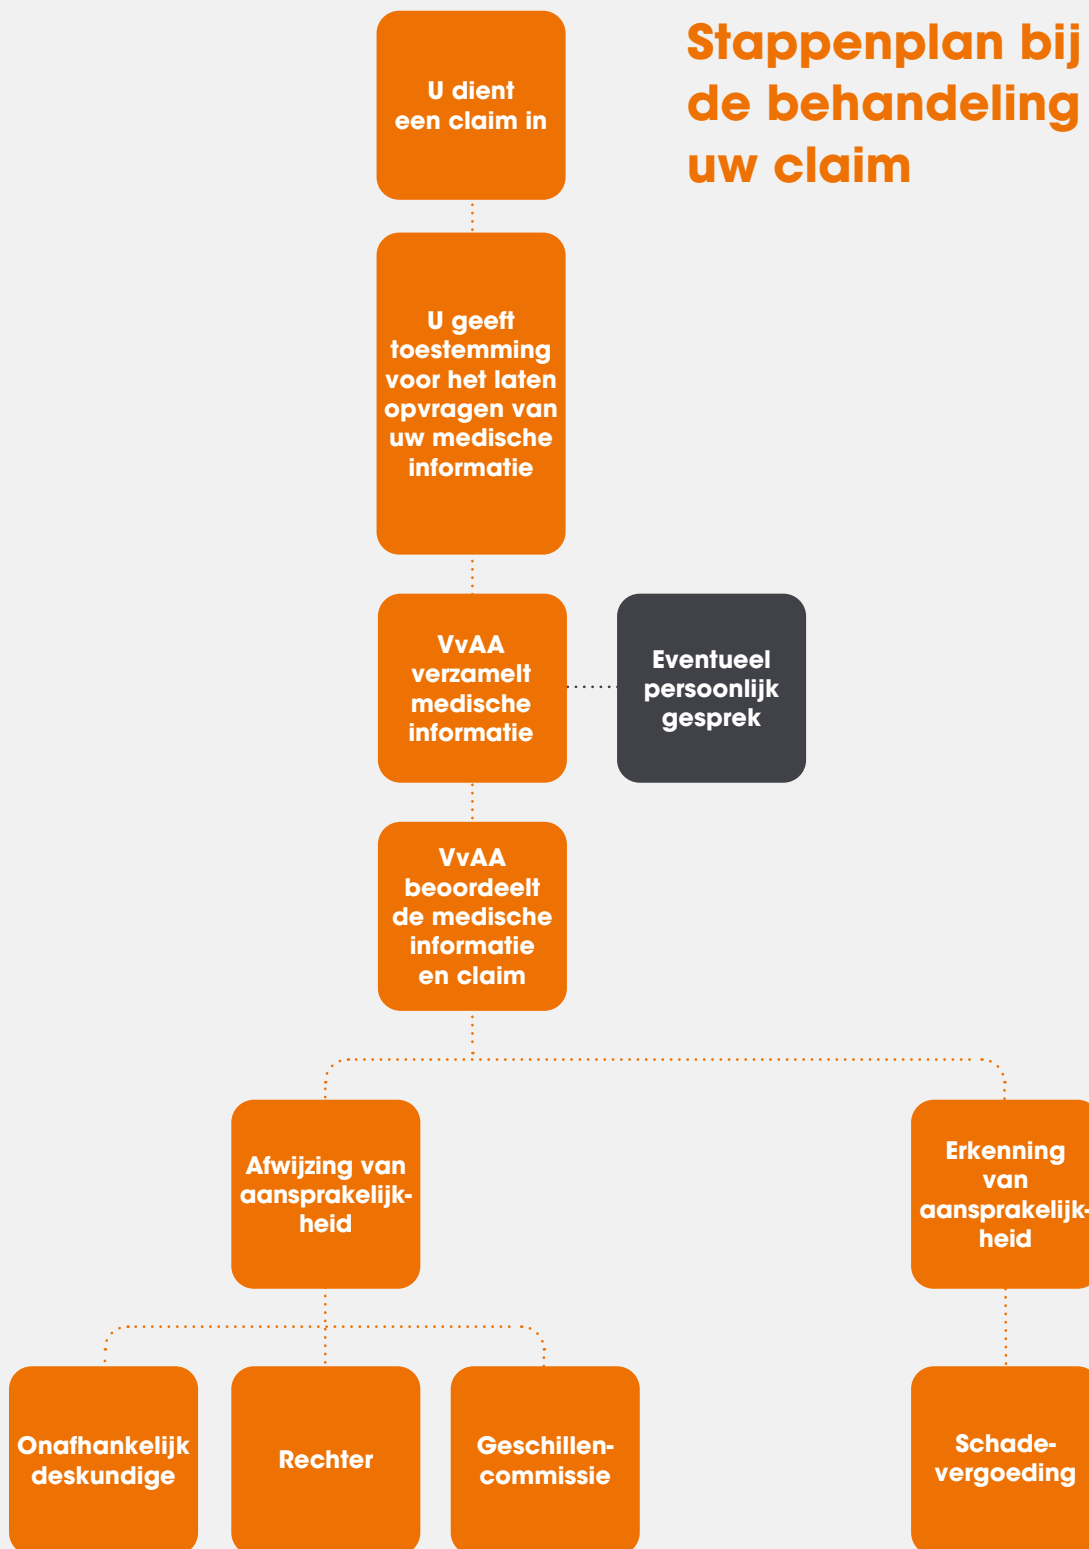 Stappenplan bij
de behandeling
uw claim
U dient
een claim in
U geeft
toestemming
voor het laten
opvragen van
uw medische
informatie
VvAA
verzamelt
medische
informatie
Eventueel
persoonlijk
gesprek
VvAA
beoordeelt
de medische
informatie
en claim
Afwijzing van
aansprakelijk-
heid
Erkenning
van
aansprakelijk-
heid
Onafhankelijk
deskundige
Rechter
Geschillen-
commissie
Schade-
vergoeding